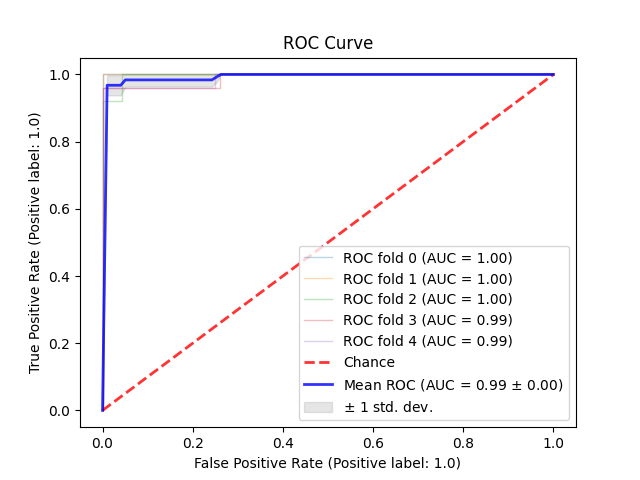 ROC Curve
True Positive Rate (Positive label: 1.0)
1.0
0.8
0.6
0.4
0.2
0.0
ROC fold 0 (AUC = 1.00)
ROC fold 1 (AUC = 1.00)
ROC fold 2 (AUC = 1.00)
ROC fold 3 (AUC = 0.99)
ROC fold 4 (AUC = 0.99)
Chance
Mean ROC (AUC = 0.99 ± 0.00)
± 1 std. dev.
0.0 0.2 0.4 0.6 0.8 1.0
False Positive Rate (Positive label: 1.0)